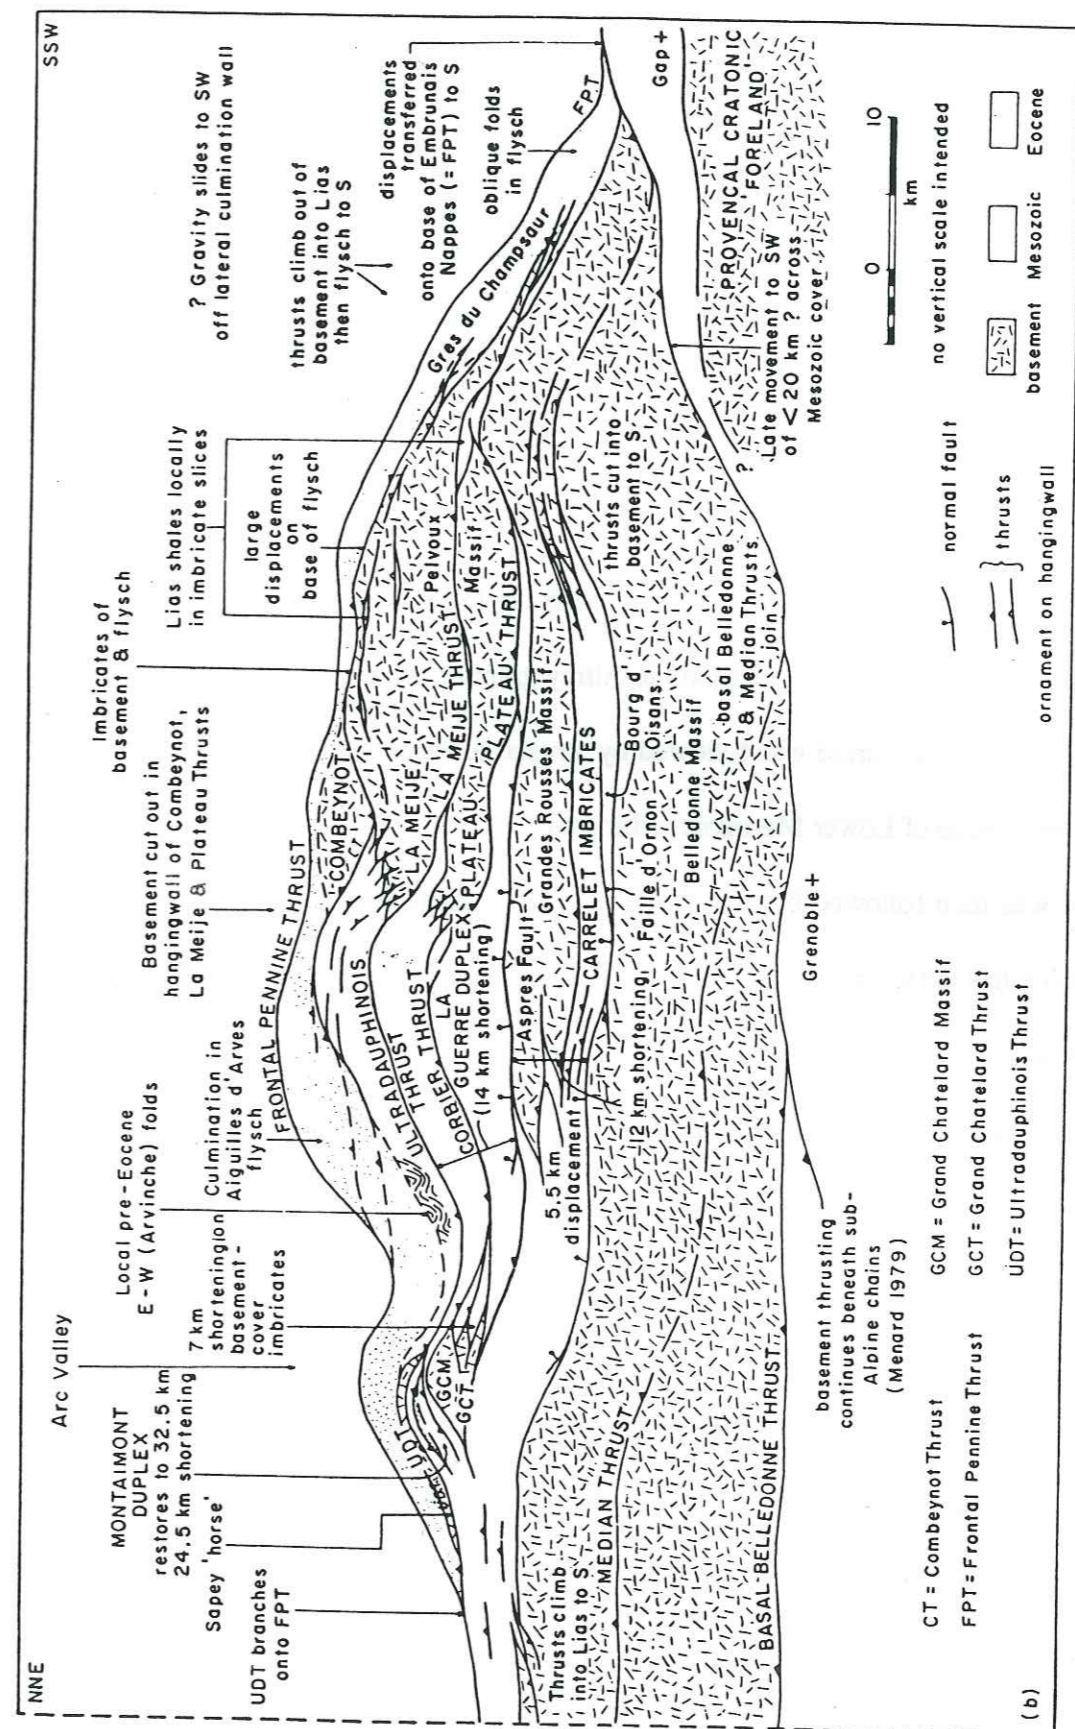 NNE
SSW
Arc Valley
MONTAIMONT
DUPLEX
restores to 32.5 km
24.5 km shortening
Sapey 'horse'
UDT branches
onto FPT
Local pre-Eocene
E-W (Arvinche) folds
7 km
shortening in
basement-
cover
imbricates
Culmination in
Aiguilles d'Arves
flysch
Basement cut out in
hangingwall of Combeynot,
La Meije & Plateau Thrusts
Imbricates of
basement & flysch
Lias shales locally
in imbricate slices
large
displacements
on
base of flysch
? Gravity slides to SW
off lateral culmination wall
thrusts climb out of
basement into Lias
then flysch to S
displacements
transferred
onto base of Embrunais
Nappes (=FPT) to S
oblique folds
in flysch
FPT
Gres du Champsaur
FRONTAL PENNINE THRUST
COMBEYNOT
ULTRADAUPHINOIS
THRUST
LA MEIJE
LA MEIJE THRUST
Pelvoux
Massif
CORBIER THRUST
LA
GUERRE DUPLEX
(14 km shortening)
PLATEAU
PLATEAU THRUST
UDT
(GCM)
GCT
Aspres Fault
Grandes Rousses Massif
CARRELET IMBRICATES
5.5 km
displacement
12 km shortening
Faille d'Ornon
Bourg d'
Oisans
thrusts cut into
basement to S
Belledonne Massif
basal Belledonne
& Median Thrusts
join
?
Late movement to SW
of <20 km ? across
Mesozoic cover
Gap +
PROVENCAL CRATONIC
'FORELAND'
Thrusts climb
into Lias to S
MEDIAN THRUST
BASAL BELLEDONNE THRUST
Grenoble +
basement thrusting
continues beneath sub-
Alpine chains
(Menard 1979)
0 10
km
no vertical scale intended
CT = Combeynot Thrust
FPT = Frontal Pennine Thrust
GCM = Grand Chatelard Massif
GCT = Grand Chatelard Thrust
UDT = Ultradauphinois Thrust
normal fault
thrusts
ornament on hangingwall
basement
Mesozoic
Eocene
(b)